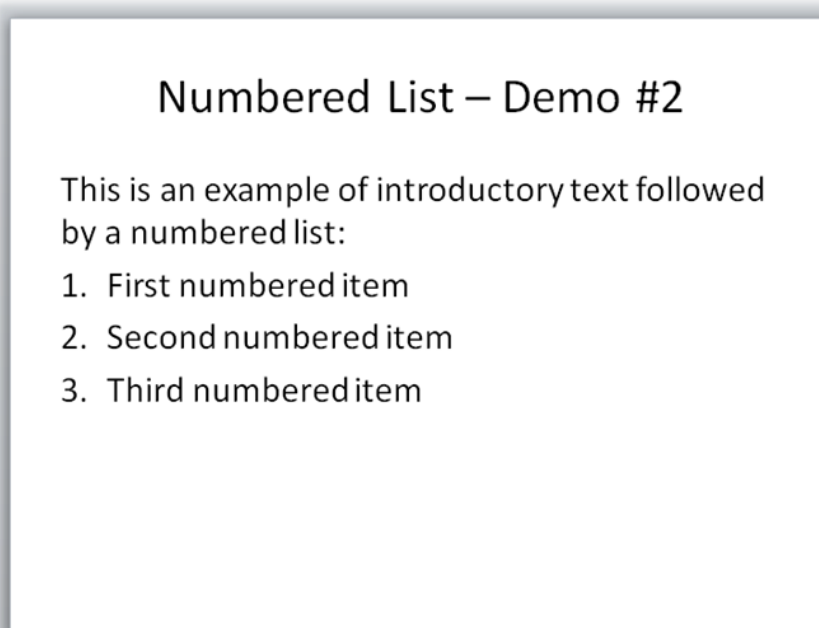 Numbered List – Demo #2
This is an example of introductory text followed
by a numbered list:
1. First numbered item
2. Second numbered item
3. Third numbered item